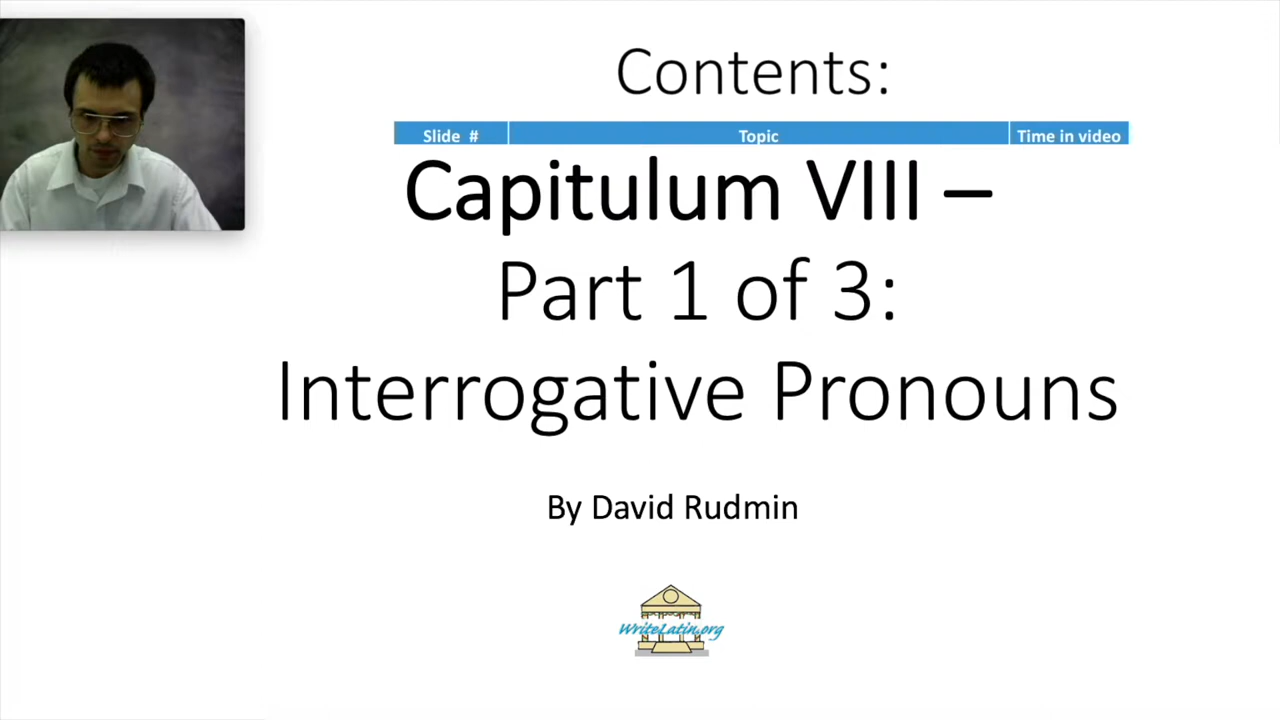 Contents:
Slide # Topic Time in video
Capitulum VIII –
Part 1 of 3:
Interrogative Pronouns
By David Rudmin
WriteLatin.org